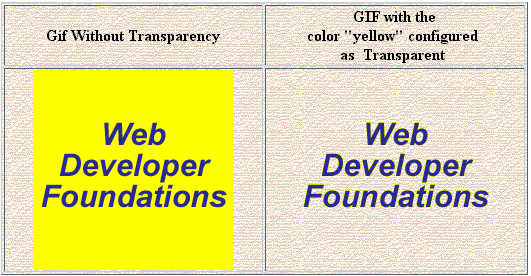 Gif Without Transparency
GIF with the
color "yellow" configured
as Transparent
Web
Developer
Foundations
Web
Developer
Foundations